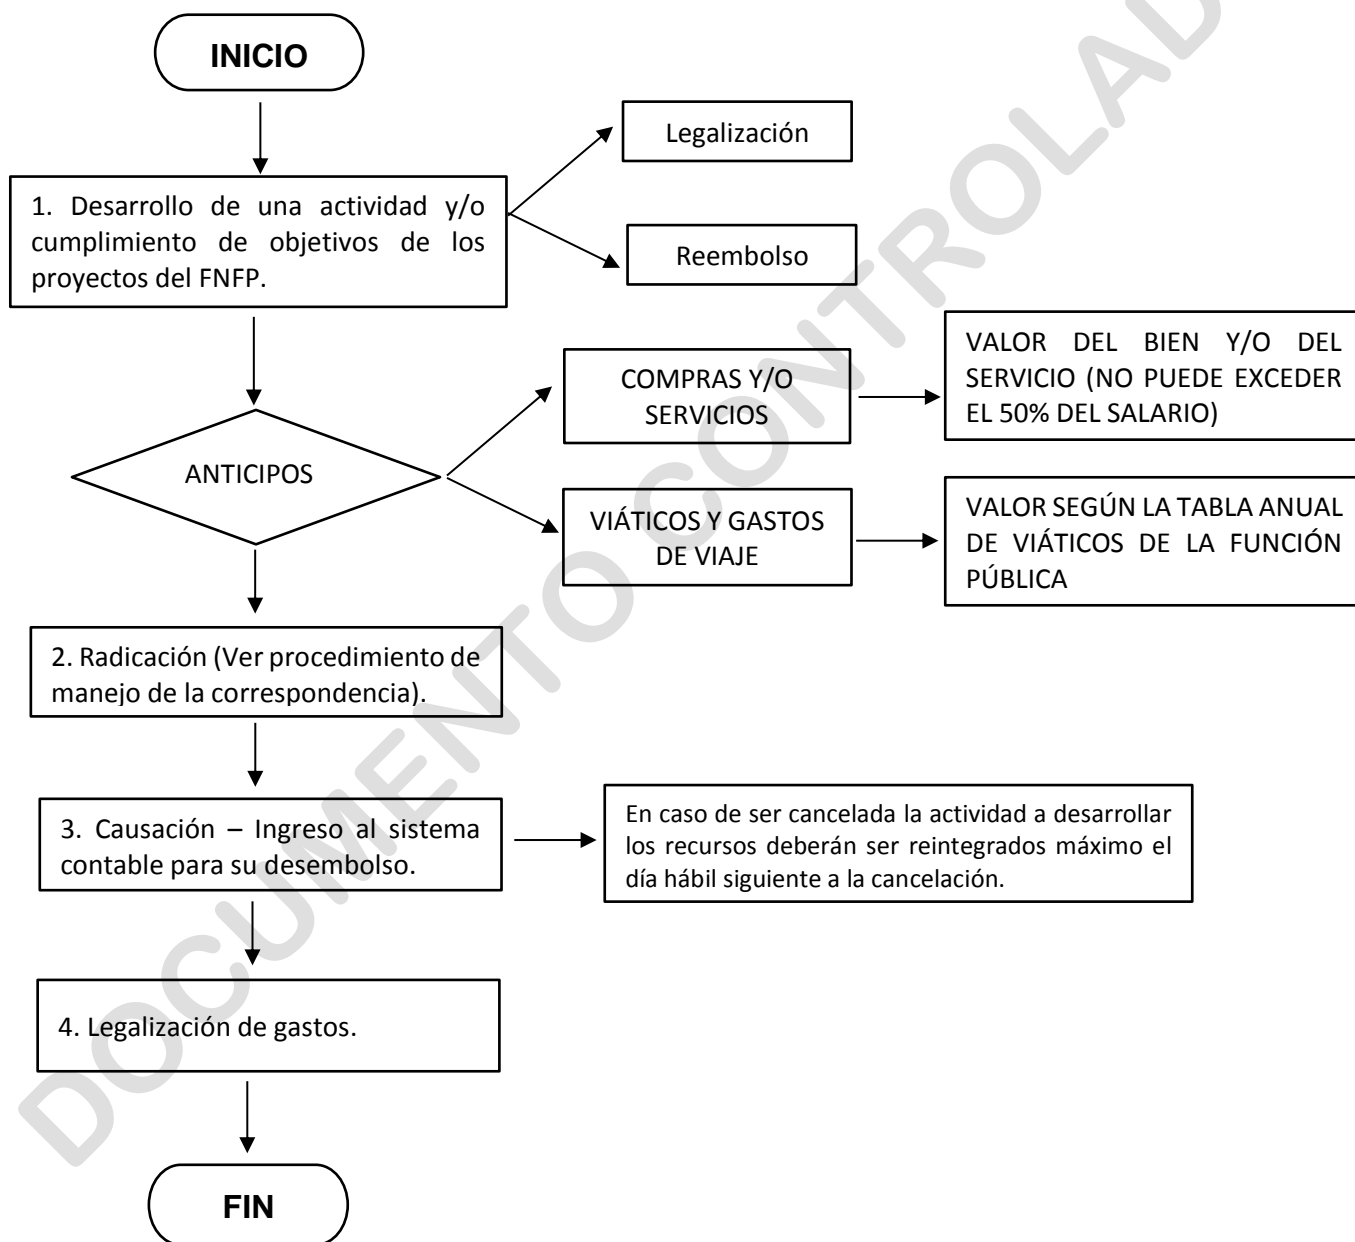 INICIO
Legalización
1. Desarrollo de una actividad y/o
cumplimiento de objetivos de los
proyectos del FNFP.
Reembolso
COMPRAS Y/O
SERVICIOS
VALOR DEL BIEN Y/O DEL
SERVICIO (NO PUEDE EXCEDER
EL 50% DEL SALARIO)
ANTICIPOS
VIÁTICOS Y GASTOS
DE VIAJE
VALOR SEGÚN LA TABLA ANUAL
DE VIÁTICOS DE LA FUNCIÓN
PÚBLICA
2. Radicación (Ver procedimiento de
manejo de la correspondencia).
3. Causación – Ingreso al sistema
contable para su desembolso.
En caso de ser cancelada la actividad a desarrollar
los recursos deberán ser reintegrados máximo el
día hábil siguiente a la cancelación.
4. Legalización de gastos.
FIN
DOCUMENTO CONTROLAD